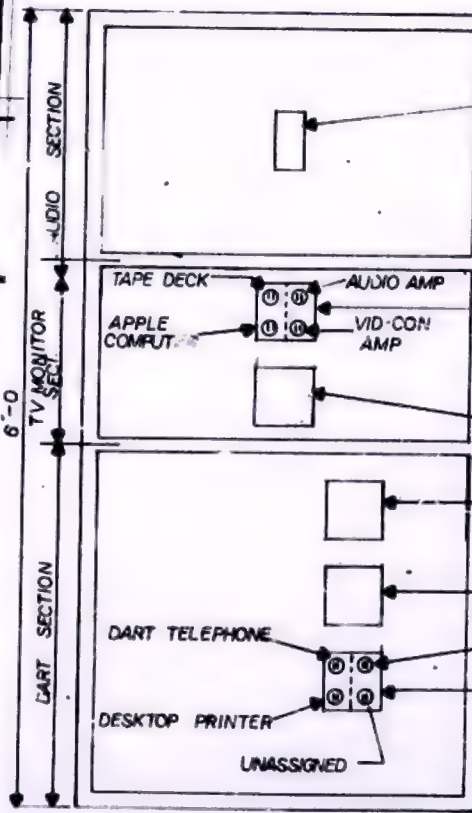 6'-0
AUDIO SECTION
TV MONITOR
SECT.
DART SECTION
TAPE DECK
AUDIO AMP
APPLE
VID-CON
AMP
DART TELEPHONE
DESKTOP PRINTER
UNASSIGNED